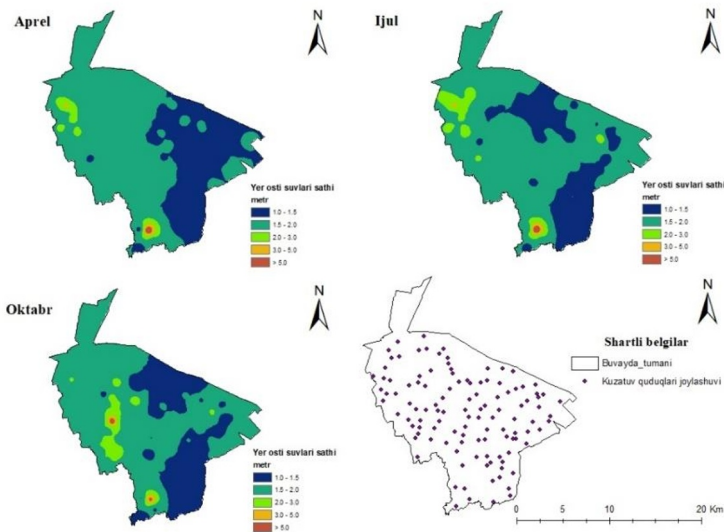 Aprel
N
Yer osti suvlari sathi
metr
1.0 - 1.5
1.5 - 2.0
2.0 - 3.0
3.0 - 5.0
> 5.0
Ijul
N
Yer osti suvlari sathi
metr
1.0 - 1.5
1.5 - 2.0
2.0 - 3.0
3.0 - 5.0
> 5.0
Oktabr
N
Yer osti suvlari sathi
metr
1.0 - 1.5
1.5 - 2.0
2.0 - 3.0
3.0 - 5.0
> 5.0
N
Shartli belgilar
Buvayda_tumani
Kuzatuv quduqlari joylashuvi
0 5 10 20 Km